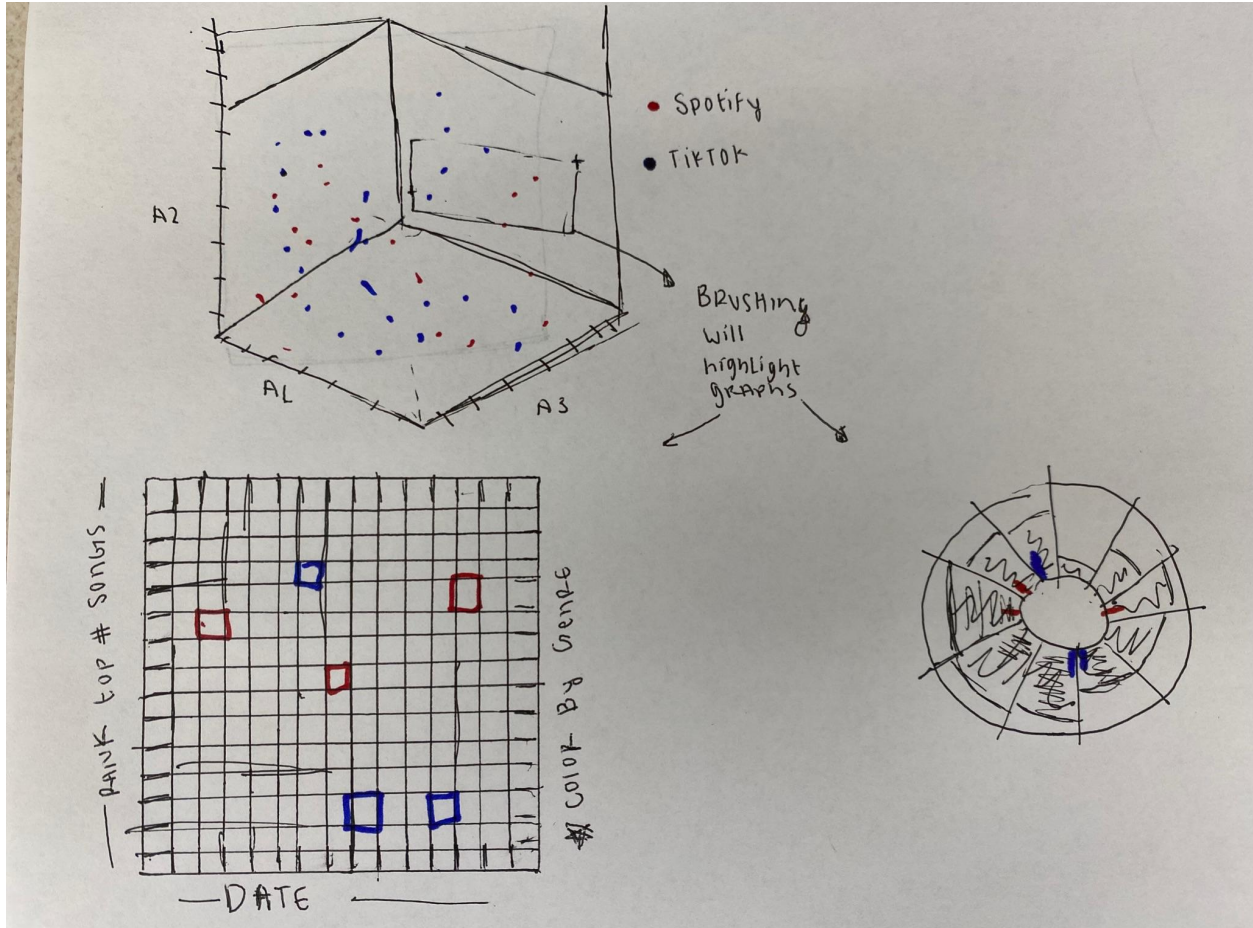 Spotify
TikTok
A2
A1
A3
Brushing
will
highlight
graphs
RANK top # songs
* Color By Genre
DATE